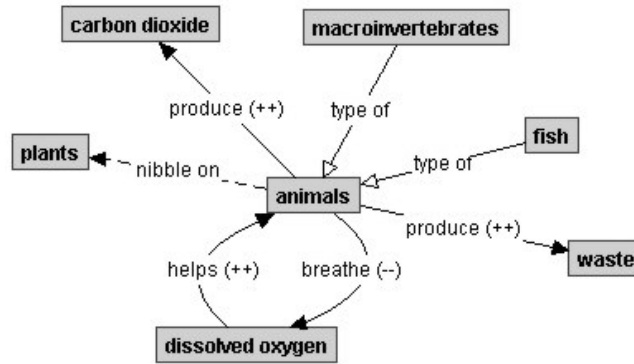 carbon dioxide
macroinvertebrates
produce (++)
type of
plants
nibble on
fish
type of
animals
produce (++)
waste
helps (++)
breathe (--)
dissolved oxygen